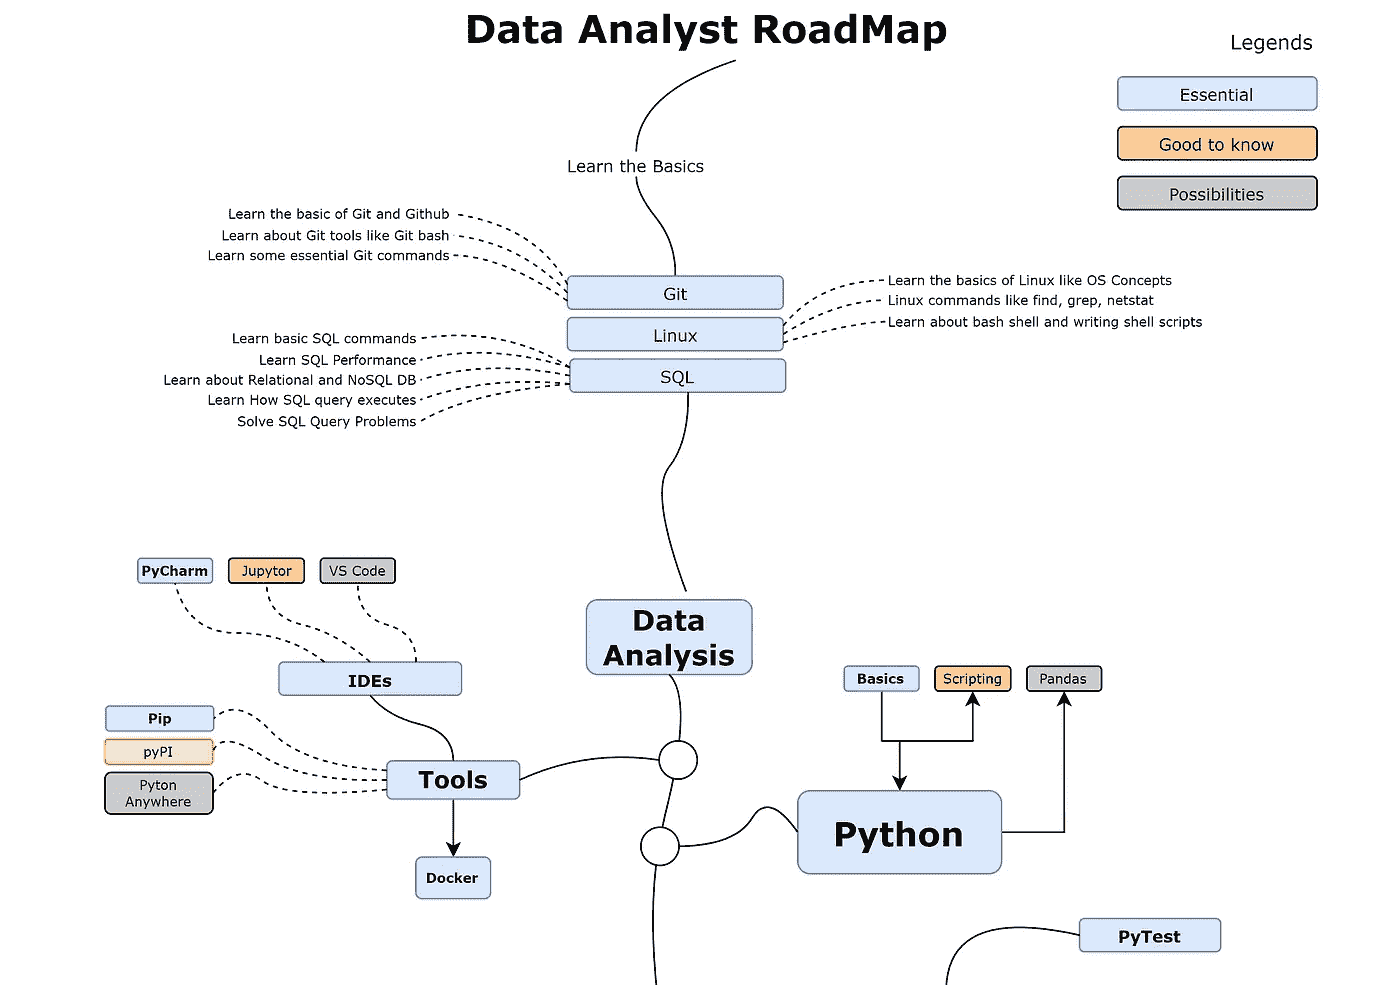 Data Analyst RoadMap
Legends
Essential
Good to know
Possibilities
Learn the Basics
Learn the basic of Git and Github
Learn about Git tools like Git bash
Learn some essential Git commands
Git
Linux
SQL
Learn the basics of Linux like OS Concepts
Linux commands like find, grep, netstat
Learn about bash shell and writing shell scripts
Learn basic SQL commands
Learn SQL Performance
Learn about Relational and NoSQL DB
Learn How SQL query executes
Solve SQL Query Problems
PyCharm
Jupytor
VS Code
IDEs
Data
Analysis
Pip
pyPI
Pyton
Anywhere
Tools
Docker
Basics
Scripting
Pandas
Python
PyTest